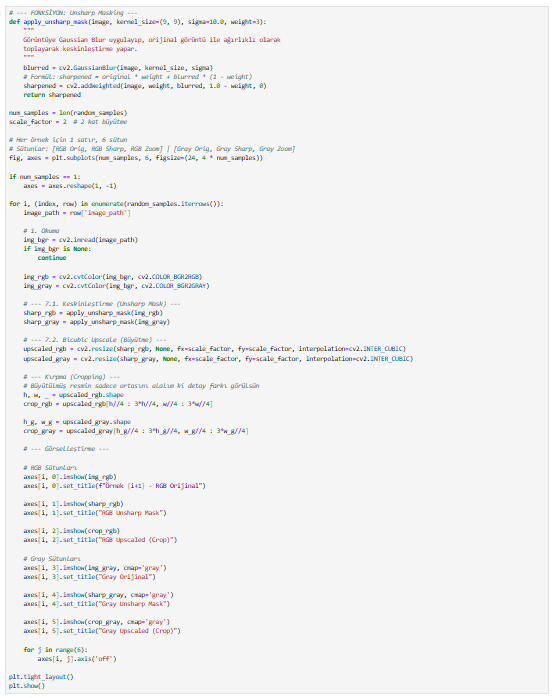 # --- FONKSİYON: Unsharp Masking ---
def apply_unsharp_mask(image, kernel_size=(9, 9), sigma=10.0, weight=3):
"""
Görüntüye Gaussian Blur uygulayıp, orijinal görüntü ile ağırlıklı olarak
toplayarak keskinleştirme yapar.
"""
blurred = cv2.GaussianBlur(image, kernel_size, sigma)
# Formül: sharpened = original * weight + blurred * (1 - weight)
sharpened = cv2.addWeighted(image, weight, blurred, 1.0 - weight, 0)
return sharpened
num_samples = len(random_samples)
scale_factor = 2 # 2 kat büyütme
# Her örnek için 1 satır, 6 sütun
# Sütunlar: [RGB Orig, RGB Sharp, RGB Zoom] | [Gray Orig, Gray Sharp, Gray Zoom]
fig, axes = plt.subplots(num_samples, 6, figsize=(24, 4 * num_samples))
if num_samples == 1:
axes = axes.reshape(1, -1)
for i, (index, row) in enumerate(random_samples.iterrows()):
image_path = row['image_path']
# 1. Okuma
img_bgr = cv2.imread(image_path)
if img_bgr is None:
continue
img_rgb = cv2.cvtColor(img_bgr, cv2.COLOR_BGR2RGB)
img_gray = cv2.cvtColor(img_bgr, cv2.COLOR_BGR2GRAY)
# --- 7.1. Keskinleştirme (Unsharp Mask) ---
sharp_rgb = apply_unsharp_mask(img_rgb)
sharp_gray = apply_unsharp_mask(img_gray)
# --- 7.2. Bicubic Upscale (Büyütme) ---
upscaled_rgb = cv2.resize(sharp_rgb, None, fx=scale_factor, fy=scale_factor, interpolation=cv2.INTER_CUBIC)
upscaled_gray = cv2.resize(sharp_gray, None, fx=scale_factor, fy=scale_factor, interpolation=cv2.INTER_CUBIC)
# --- Kırpma (Cropping) ---
# Büyütülmüş resmin sadece ortasını alalım ki detay farkı görülsün
h, w, _ = upscaled_rgb.shape
crop_rgb = upscaled_rgb[h//4 : 3*h//4, w//4 : 3*w//4]
h_g, w_g = upscaled_gray.shape
crop_gray = upscaled_gray[h_g//4 : 3*h_g//4, w_g//4 : 3*w_g//4]
# --- Görselleştirme ---
# RGB Sütunları
axes[i, 0].imshow(img_rgb)
axes[i, 0].set_title(f"Örnek {i+1} - RGB Orijinal")
axes[i, 1].imshow(sharp_rgb)
axes[i, 1].set_title("RGB Unsharp Mask")
axes[i, 2].imshow(crop_rgb)
axes[i, 2].set_title("RGB Upscaled (Crop)")
# Gray Sütunları
axes[i, 3].imshow(img_gray, cmap='gray')
axes[i, 3].set_title("Gray Orijinal")
axes[i, 4].imshow(sharp_gray, cmap='gray')
axes[i, 4].set_title("Gray Unsharp Mask")
axes[i, 5].imshow(crop_gray, cmap='gray')
axes[i, 5].set_title("Gray Upscaled (Crop)")
for j in range(6):
axes[i, j].axis('off')
plt.tight_layout()
plt.show()